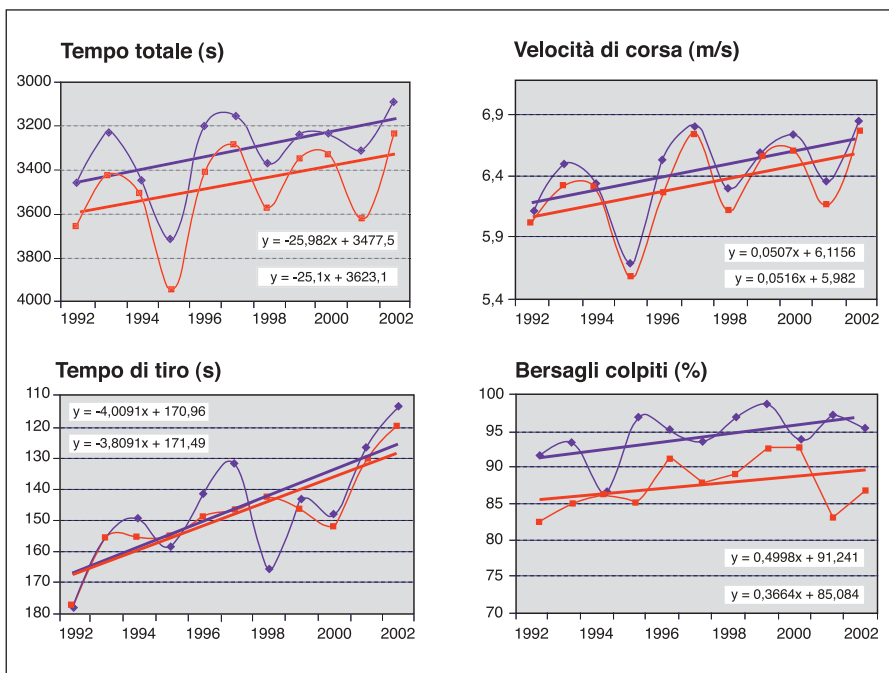 Tempo totale (s)
3000
3200
3400
3600
3800
4000
y = -25,982x + 3477,5
y = -25,1x + 3623,1
1992 1994 1996 1998 2000 2002
Velocità di corsa (m/s)
6,9
6,4
5,9
5,4
y = 0,0507x + 6,1156
y = 0,0516x + 5,982
1992 1994 1996 1998 2000 2002
Tempo di tiro (s)
110
120
130
140
150
160
170
180
y = -4,0091x + 170,96
y = -3,8091x + 171,49
1992 1994 1996 1998 2000 2002
Bersagli colpiti (%)
100
95
90
85
80
75
70
y = 0,4998x + 91,241
y = 0,3664x + 85,084
1992 1994 1996 1998 2000 2002